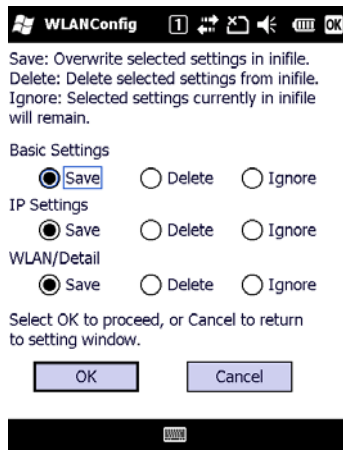 WLANConfig 1 OK
Save: Overwrite selected settings in inifile.
Delete: Delete selected settings from inifile.
Ignore: Selected settings currently in inifile
will remain.
Basic Settings
Save Delete Ignore
IP Settings
Save Delete Ignore
WLAN/Detail
Save Delete Ignore
Select OK to proceed, or Cancel to return
to setting window.
OK Cancel